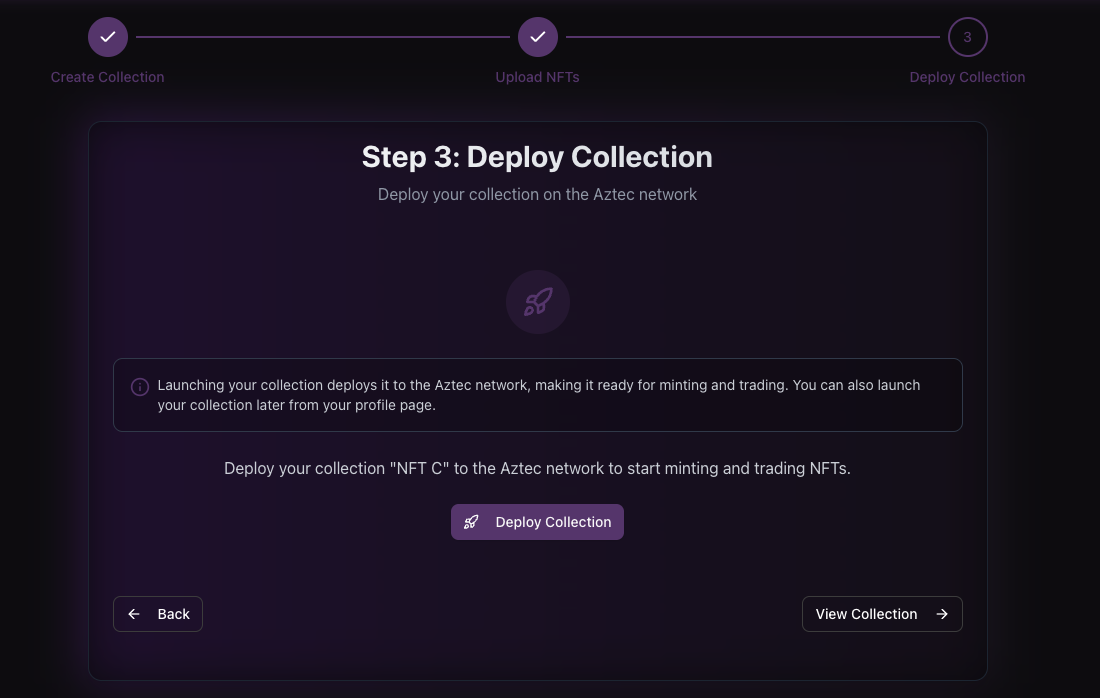 3
Create Collection
Upload NFTs
Deploy Collection
Step 3: Deploy Collection
Deploy your collection on the Aztec network
Launching your collection deploys it to the Aztec network, making it ready for minting and trading. You can also launch
your collection later from your profile page.
Deploy your collection "NFT C" to the Aztec network to start minting and trading NFTs.
Deploy Collection
Back
View Collection